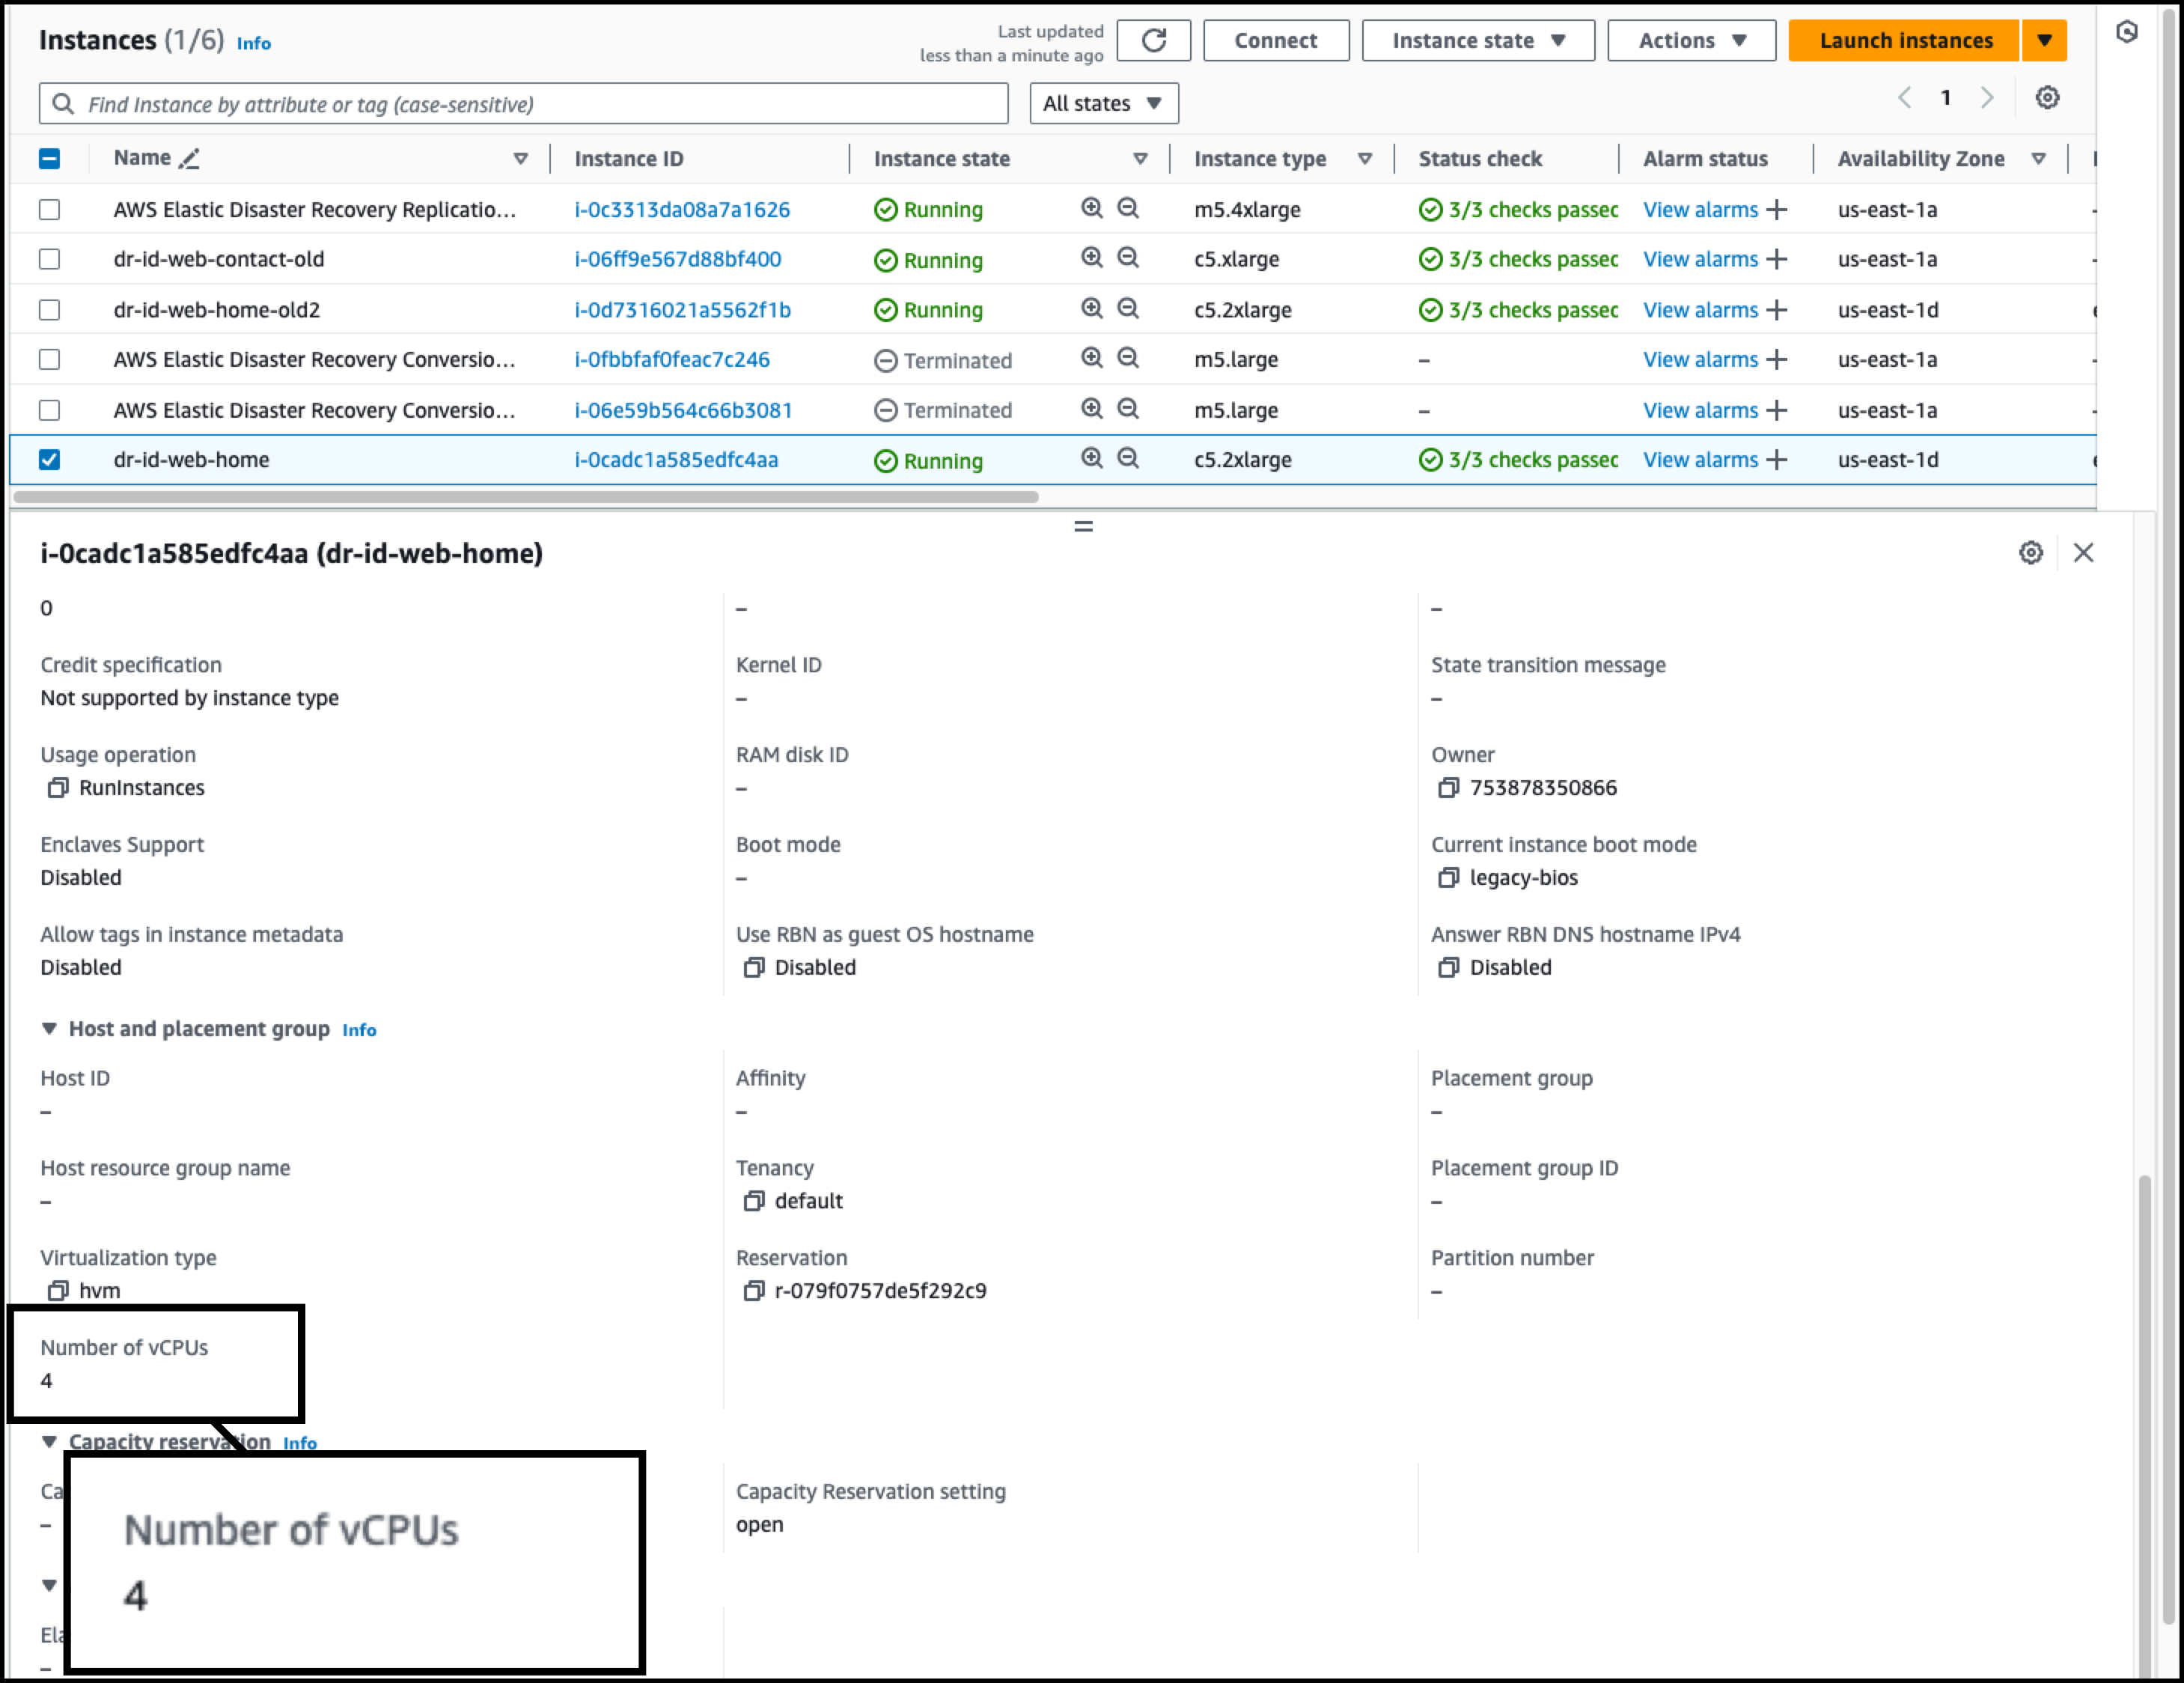 Instances (1/6) Info
Last updated
less than a minute ago
Connect
Instance state
Actions
Launch instances
Find Instance by attribute or tag (case-sensitive)
All states
1
Name Instance ID Instance state Instance type Status check Alarm status Availability Zone
AWS Elastic Disaster Recovery Replicatio... i-0c3313da08a7a1626 Running m5.4xlarge 3/3 checks passec View alarms + us-east-1a -
dr-id-web-contact-old i-06ff9e567d88bf400 Running c5.xlarge 3/3 checks passec View alarms + us-east-1a -
dr-id-web-home-old2 i-0d7316021a5562f1b Running c5.2xlarge 3/3 checks passec View alarms + us-east-1d
AWS Elastic Disaster Recovery Conversio... i-0fbbfaf0feac7c246 Terminated m5.large – View alarms + us-east-1a -
AWS Elastic Disaster Recovery Conversio... i-06e59b564c66b3081 Terminated m5.large – View alarms + us-east-1a -
dr-id-web-home i-0cadc1a585edfc4aa Running c5.2xlarge 3/3 checks passec View alarms + us-east-1d
i-0cadc1a585edfc4aa (dr-id-web-home)
0 – –
Credit specification Kernel ID State transition message
Not supported by instance type – –
Usage operation RAM disk ID Owner
RunInstances – 753878350866
Enclaves Support Boot mode Current instance boot mode
Disabled – legacy-bios
Allow tags in instance metadata Use RBN as guest OS hostname Answer RBN DNS hostname IPv4
Disabled Disabled Disabled
Host and placement group Info
Host ID Affinity Placement group
– – –
Host resource group name Tenancy Placement group ID
– default –
Virtualization type Reservation Partition number
hvm r-079f0757de5f292c9 –
Number of vCPUs
4
Capacity reservation Info
Ca Capacity Reservation setting
– open
Number of vCPUs
4
Ela
–